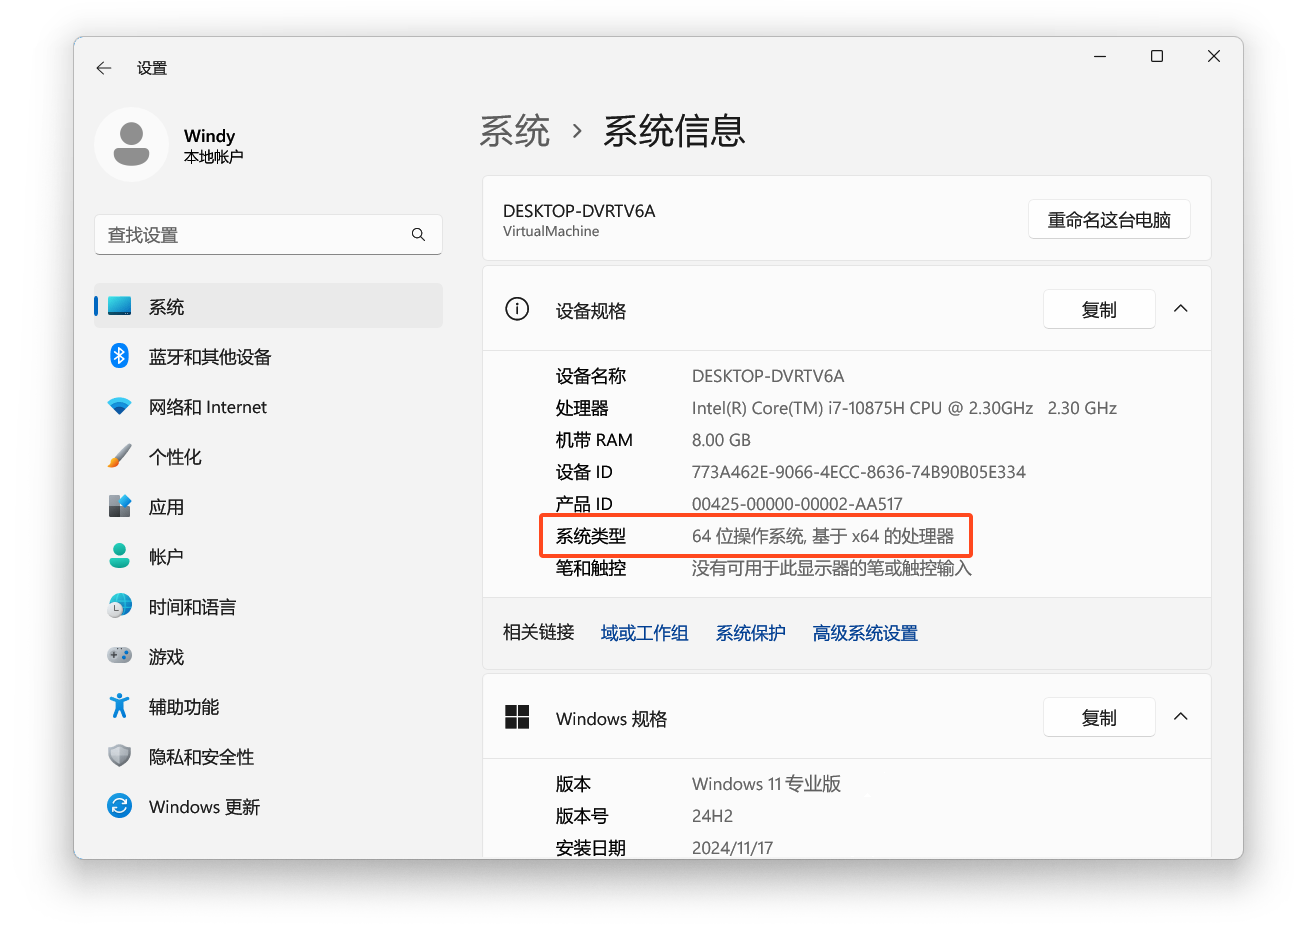 设置
Windy
本地帐户
查找设置
系统
蓝牙和其他设备
网络和 Internet
个性化
应用
帐户
时间和语言
游戏
辅助功能
隐私和安全性
Windows 更新
系统 › 系统信息
DESKTOP-DVRTV6A
VirtualMachine
重命名这台电脑
设备规格 复制
设备名称 DESKTOP-DVRTV6A
处理器 Intel(R) Core(TM) i7-10875H CPU @ 2.30GHz 2.30 GHz
机带 RAM 8.00 GB
设备 ID 773A462E-9066-4ECC-8636-74B90B05E334
产品 ID 00425-00000-00002-AA517
系统类型 64 位操作系统, 基于 x64 的处理器
笔和触控 没有可用于此显示器的笔或触控输入
相关链接 域或工作组 系统保护 高级系统设置
Windows 规格 复制
版本 Windows 11 专业版
版本号 24H2
安装日期 2024/11/17